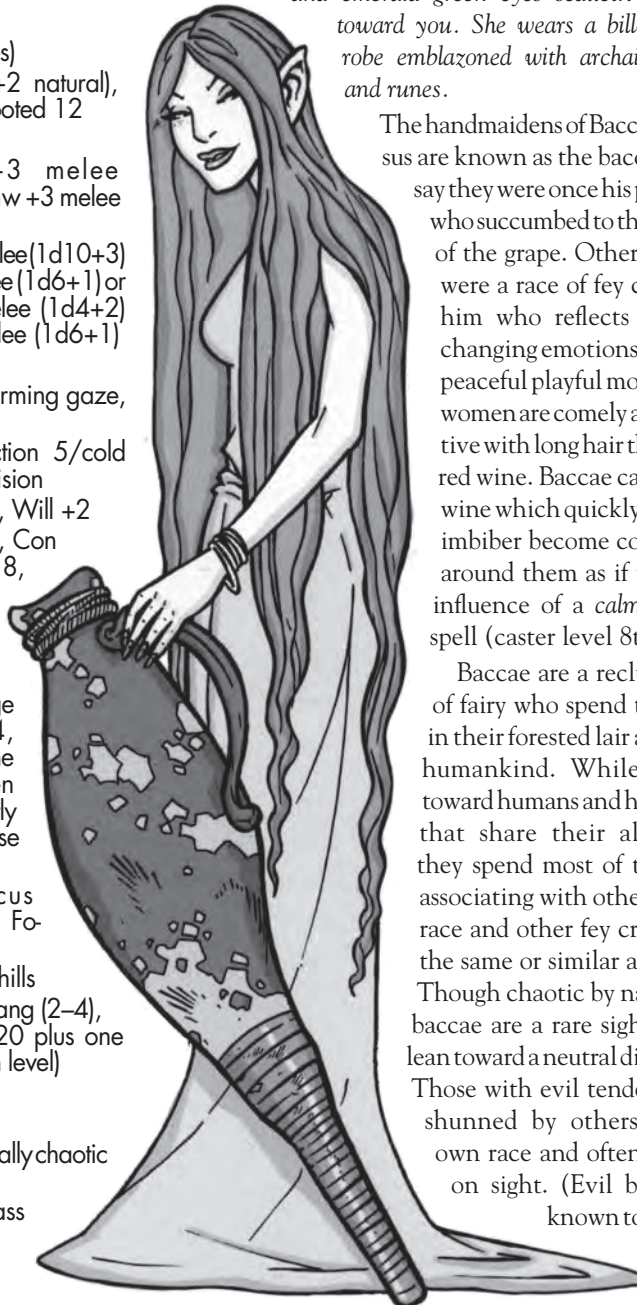 s)
+2 natural),
ooted 12
+3 melee
aw +3 melee
lee (1d10+3)
ee (1d6+1) or
elee (1d4+2)
lee (1d6+1)
rming gaze,
ction 5/cold
ision
, Will +2
, Con
8,
ge
4,
ne
en
tly
se
cus
Fo-
hills
ang (2–4),
20 plus one
level)
ally chaotic
ass
toward you. She wears a bill
robe emblazoned with archai
and runes.
The handmaidens of Bacc
sus are known as the bacc
say they were once his p
who succumbed to the
of the grape. Other
were a race of fey c
him who reflects
changing emotions
peaceful playful mo
women are comely a
tive with long hair th
red wine. Baccae ca
wine which quickly
imbiber become co
around them as if
influence of a calm
spell (caster level 8t
Baccae are a recl
of fairy who spend t
in their forested lair a
humankind. While
toward humans and h
that share their al
they spend most of t
associating with othe
race and other fey cr
the same or similar a
Though chaotic by na
baccae are a rare sigh
lean toward a neutral di
Those with evil tende
shunned by others
own race and often
on sight. (Evil b
known to